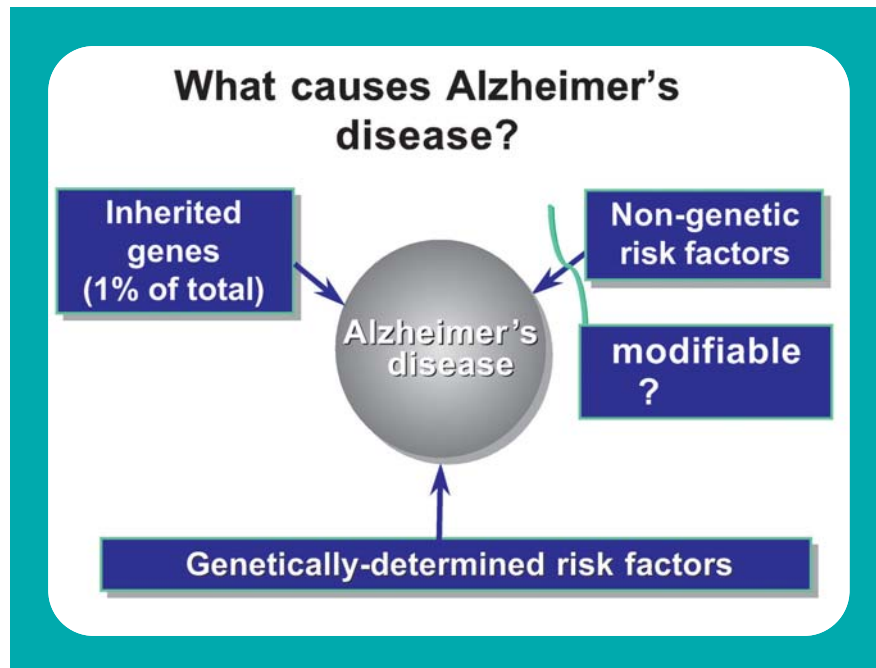 What causes Alzheimer's
disease?
Inherited
genes
(1% of total)
Non-genetic
risk factors
Alzheimer's
disease
modifiable
?
Genetically-determined risk factors